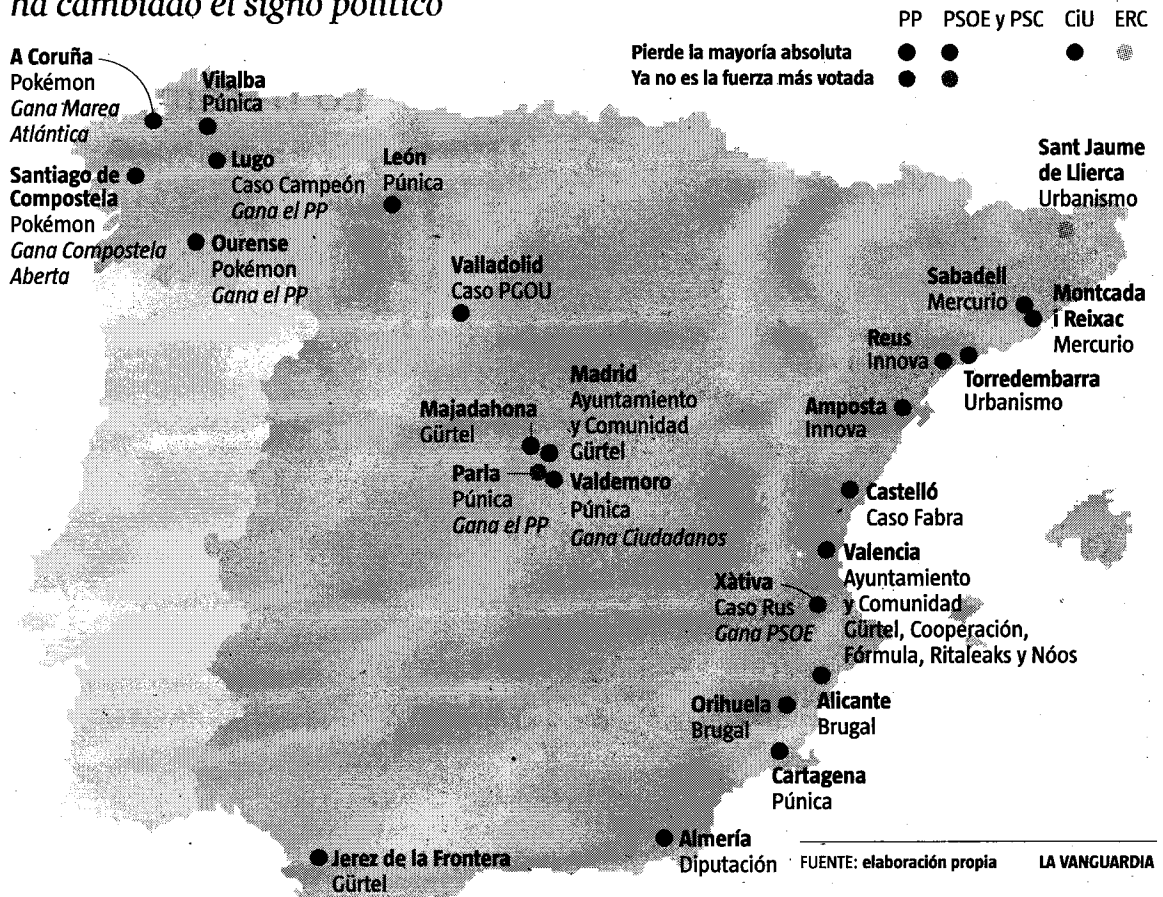 ha cambiado el signo político
PP PSOE y PSC CiU ERC
Pierde la mayoría absoluta
Ya no es la fuerza más votada
A Coruña
Pokémon
Gana Marea
Atlántica
Vilalba
Púnica
Lugo
Caso Campeón
Gana el PP
León
Púnica
Santiago de
Compostela
Pokémon
Gana Compostela
Aberta
Ourense
Pokémon
Gana el PP
Valladolid
Caso PGOU
Sant Jaume
de Llierca
Urbanismo
Sabadell
Mercurio
Montcada
i Reixac
Mercurio
Reus
Innova
Torredembarra
Urbanismo
Amposta
Innova
Madrid
Ayuntamiento
y Comunidad
Gürtel
Majadahona
Gürtel
Parla
Púnica
Gana el PP
Valdemoro
Púnica
Gana Ciudadanos
Castelló
Caso Fabra
Valencia
Ayuntamiento
y Comunidad
Gürtel, Cooperación,
Fórmula, Ritaleaks y Nóos
Xàtiva
Caso Rus
Gana PSOE
Orihuela
Brugal
Alicante
Brugal
Cartagena
Púnica
Almería
Diputación
Jerez de la Frontera
Gürtel
FUENTE: elaboración propia LA VANGUARDIA